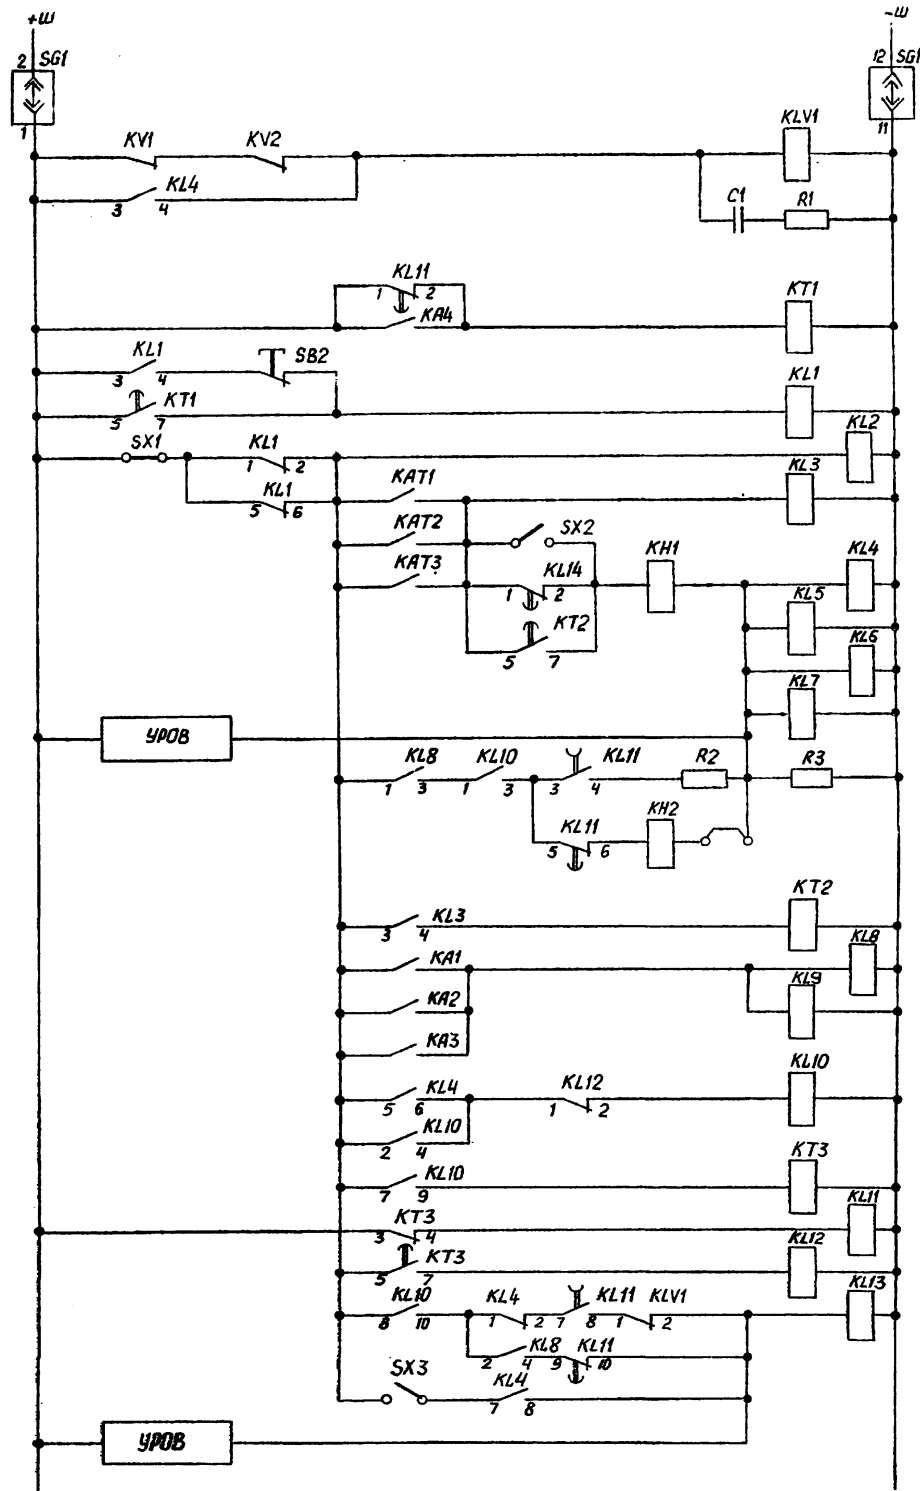 +Ш -Ш
2 SG1 12 SG1
1 11
KV1 KV2 KLV1
KL4
3 4 C1 R1
KL11
1 2 KT1
KA4
KL1 SB2
3 4 KL1
KT1
5 7 KL2
SX1 KL1
1 2 KL3
KL1 KAT1
5 6
KAT2 SX2
KAT3 KL14 KH1 KL4
1 2 KL5
KT2 KL6
5 7 KL7
УРОВ
KL8 KL10 KL11 R2 R3
1 3 1 3 3 4
KL11 KH2
5 6
KT2
KL3 KL8
3 4
KA1 KL9
KA2
KA3
KL4 KL12 KL10
5 6 1 2
KL10
2 4 KT3
KL10
7 9 KL11
KT3
3 4 KL12
KT3
5 7 KL13
KL10 KL4 KL11 KLV1
8 10 1 2 7 8 1 2
KL8 KL11
2 4 9 10
SX3 KL4
7 8
УРОВ